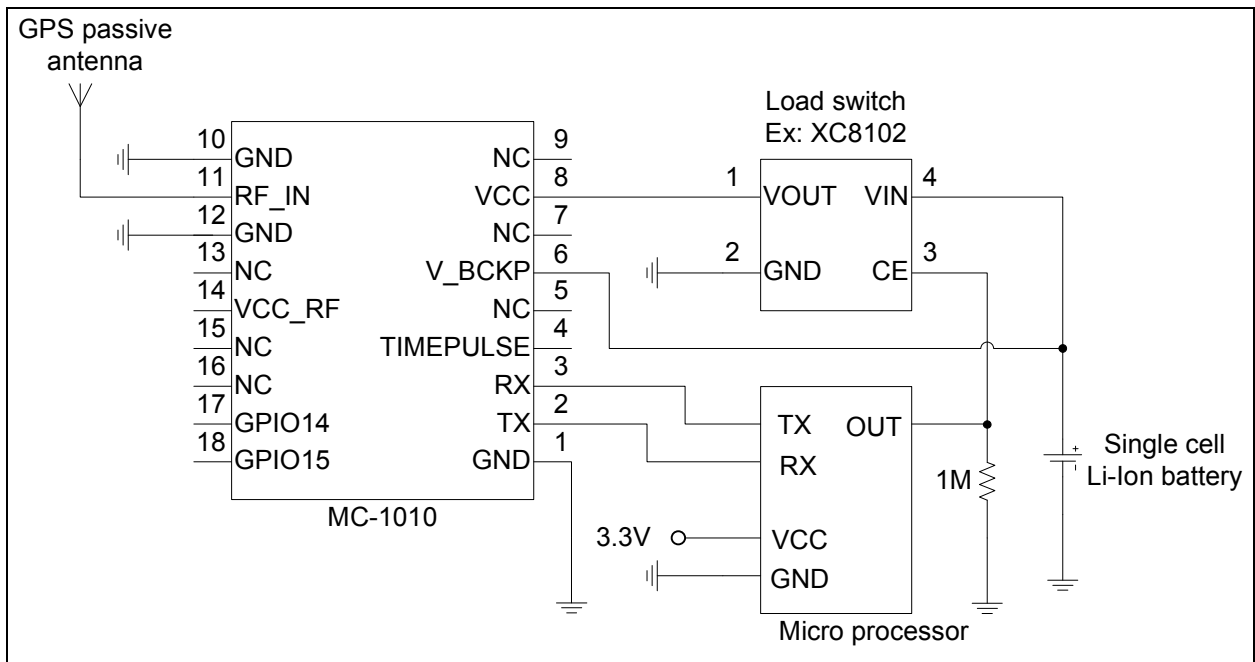 GPS passive
antenna
10
GND
11
RF_IN
12
GND
13
NC
14
VCC_RF
15
NC
16
NC
17
GPIO14
18
GPIO15
9
NC
8
VCC
7
NC
6
V_BCKP
5
NC
4
TIMEPULSE
3
RX
2
TX
1
GND
MC-1010
Load switch
Ex: XC8102
1
VOUT
VIN
4
2
GND
CE
3
TX
OUT
RX
3.3V
VCC
GND
Micro processor
1M
+
-
Single cell
Li-Ion battery